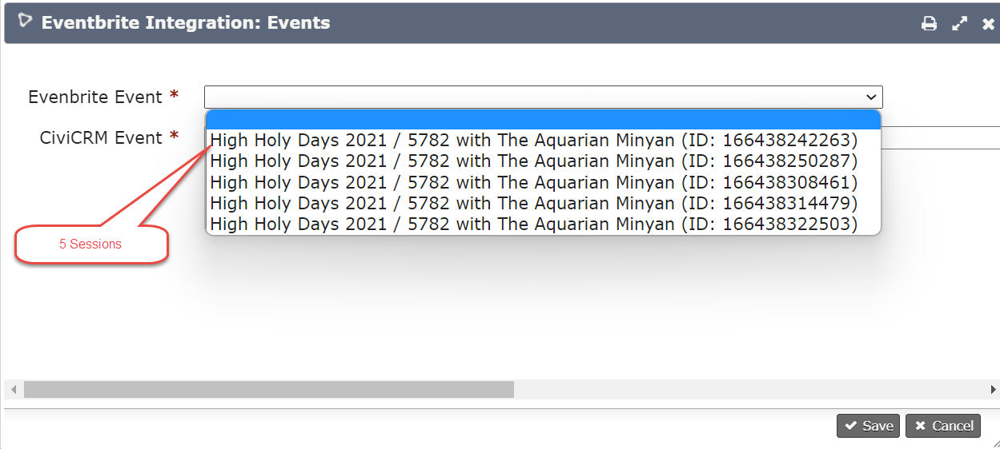 Eventbrite Integration: Events
Evenbrite Event *
CiviCRM Event *
High Holy Days 2021 / 5782 with The Aquarian Minyan (ID: 166438242263)
High Holy Days 2021 / 5782 with The Aquarian Minyan (ID: 166438250287)
High Holy Days 2021 / 5782 with The Aquarian Minyan (ID: 166438308461)
High Holy Days 2021 / 5782 with The Aquarian Minyan (ID: 166438314479)
High Holy Days 2021 / 5782 with The Aquarian Minyan (ID: 166438322503)
5 Sessions
Save Cancel